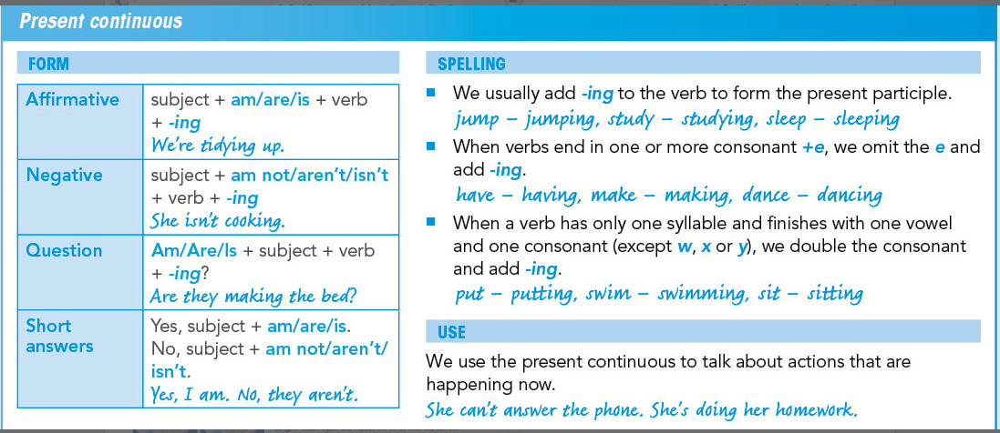 Present continuous
FORM
Affirmative
subject + am/are/is + verb
+ -ing
We're tidying up.
Negative
subject + am not/aren't/isn't
+ verb + -ing
She isn't cooking.
Question
Am/Are/Is + subject + verb
+ -ing?
Are they making the bed?
Short
answers
Yes, subject + am/are/is.
No, subject + am not/aren't/
isn't.
Yes, I am. No, they aren't.
SPELLING
We usually add -ing to the verb to form the present participle.
jump – jumping, study – studying, sleep – sleeping
When verbs end in one or more consonant +e, we omit the e and
add -ing.
have – having, make – making, dance – dancing
When a verb has only one syllable and finishes with one vowel
and one consonant (except w, x or y), we double the consonant
and add -ing.
put – putting, swim – swimming, sit – sitting
USE
We use the present continuous to talk about actions that are
happening now.
She can't answer the phone. She's doing her homework.